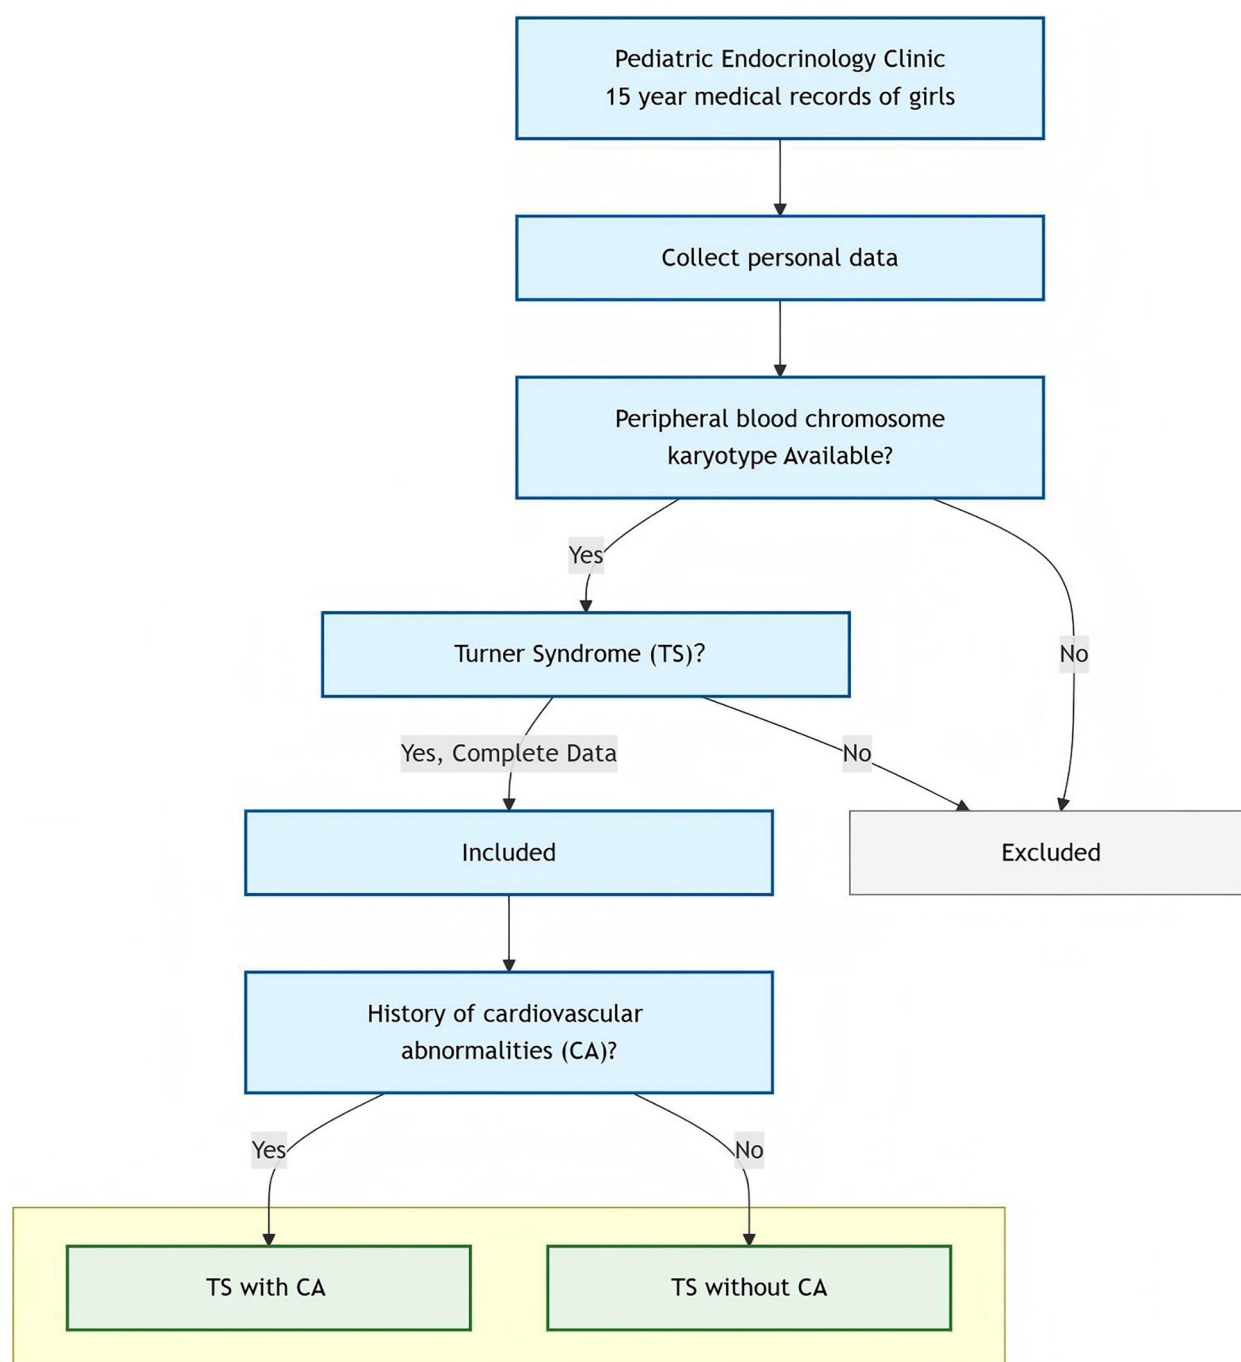 Pediatric Endocrinology Clinic
15 year medical records of girls
Collect personal data
Peripheral blood chromosome
karyotype Available?
Yes
No
Turner Syndrome (TS)?
Yes, Complete Data
No
Included
Excluded
History of cardiovascular
abnormalities (CA)?
Yes
No
TS with CA
TS without CA